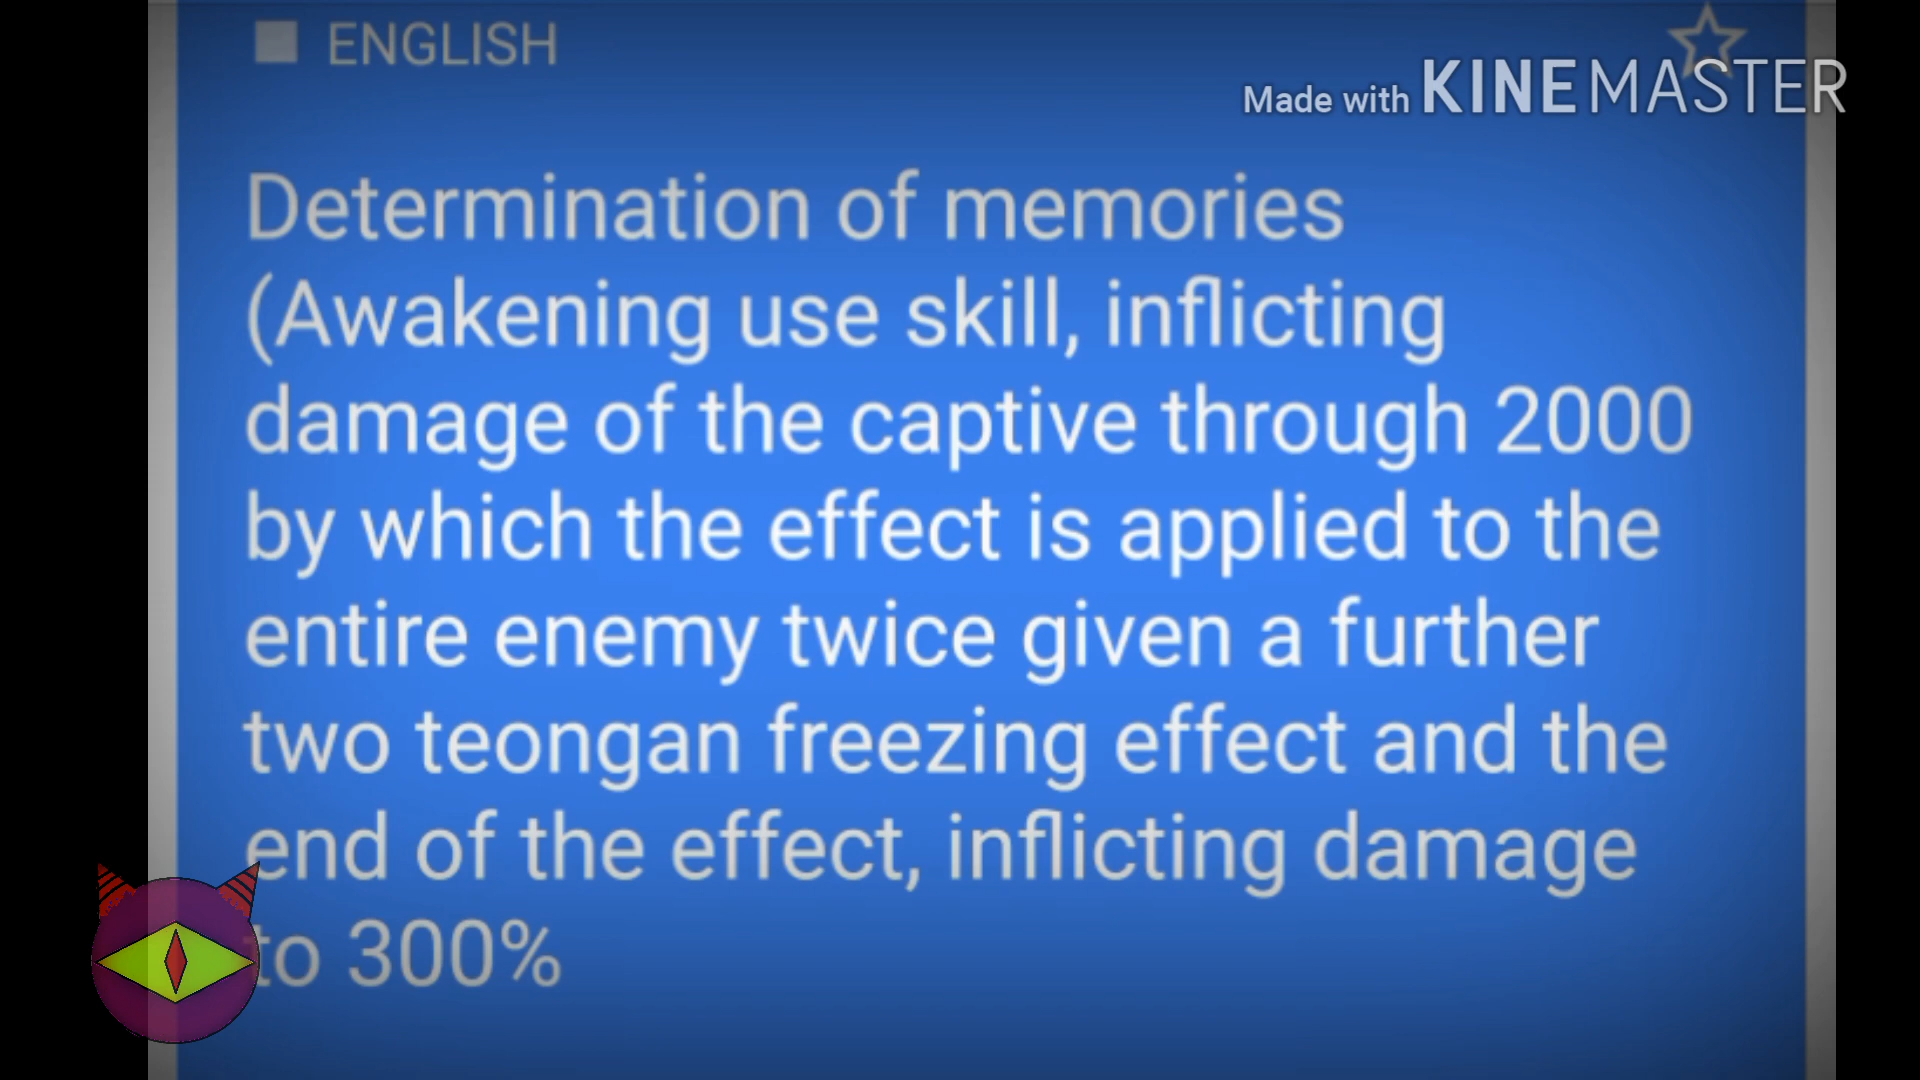 ENGLISH
Made with KINEMASTER
Determination of memories
(Awakening use skill, inflicting
damage of the captive through 2000
by which the effect is applied to the
entire enemy twice given a further
two teongan freezing effect and the
end of the effect, inflicting damage
to 300%